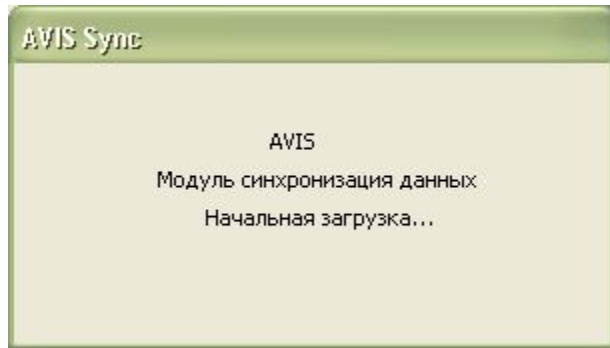 AVIS Sync
AVIS
Модуль синхронизация данных
Начальная загрузка...